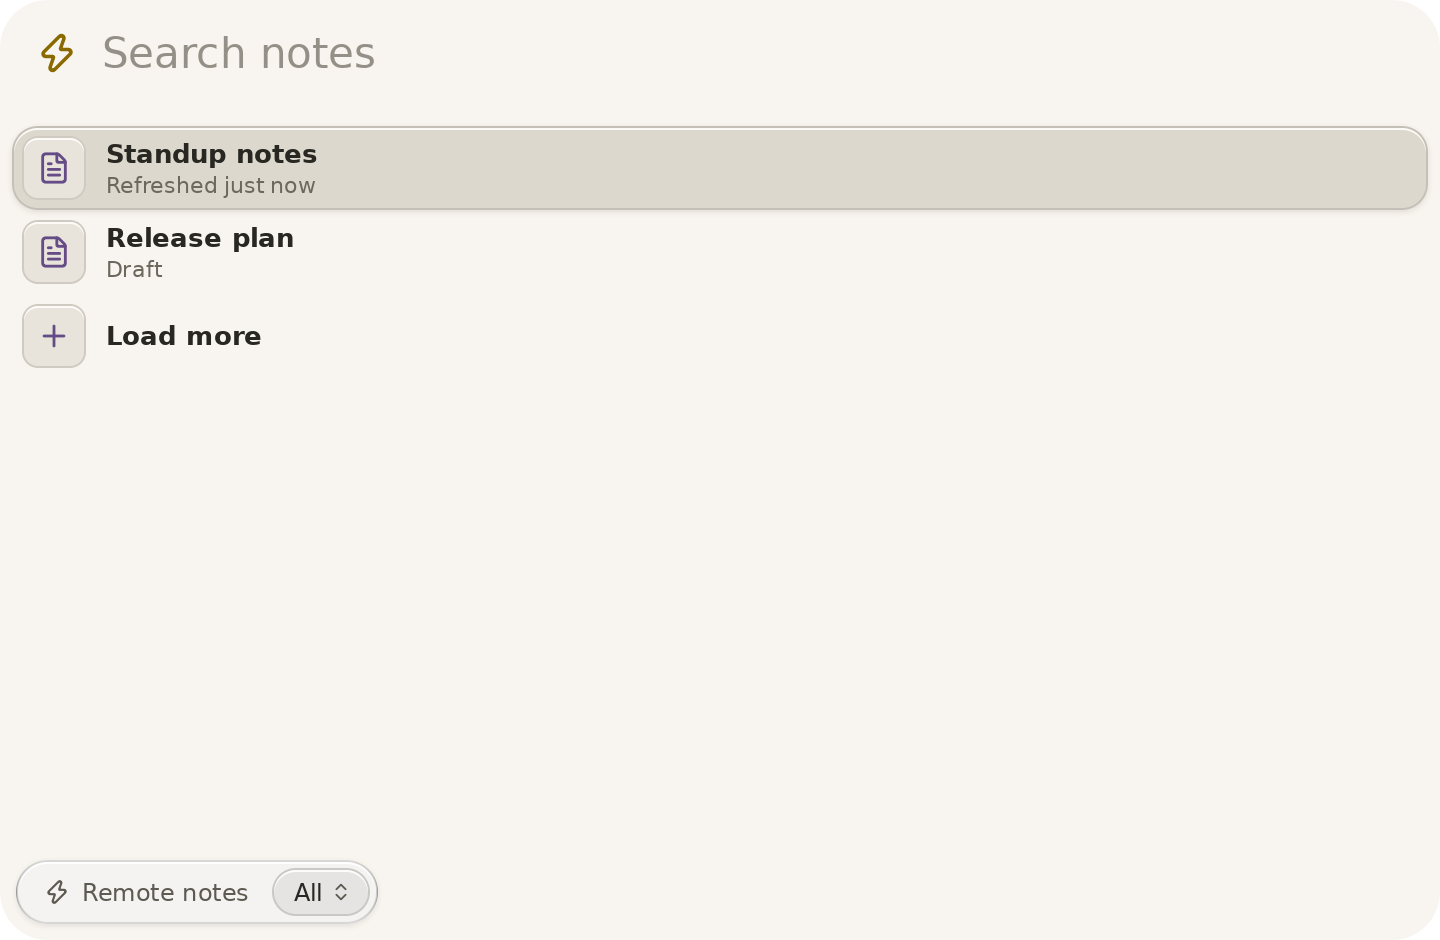 Search notes
Standup notes
Refreshed just now
Release plan
Draft
Load more
Remote notes
All